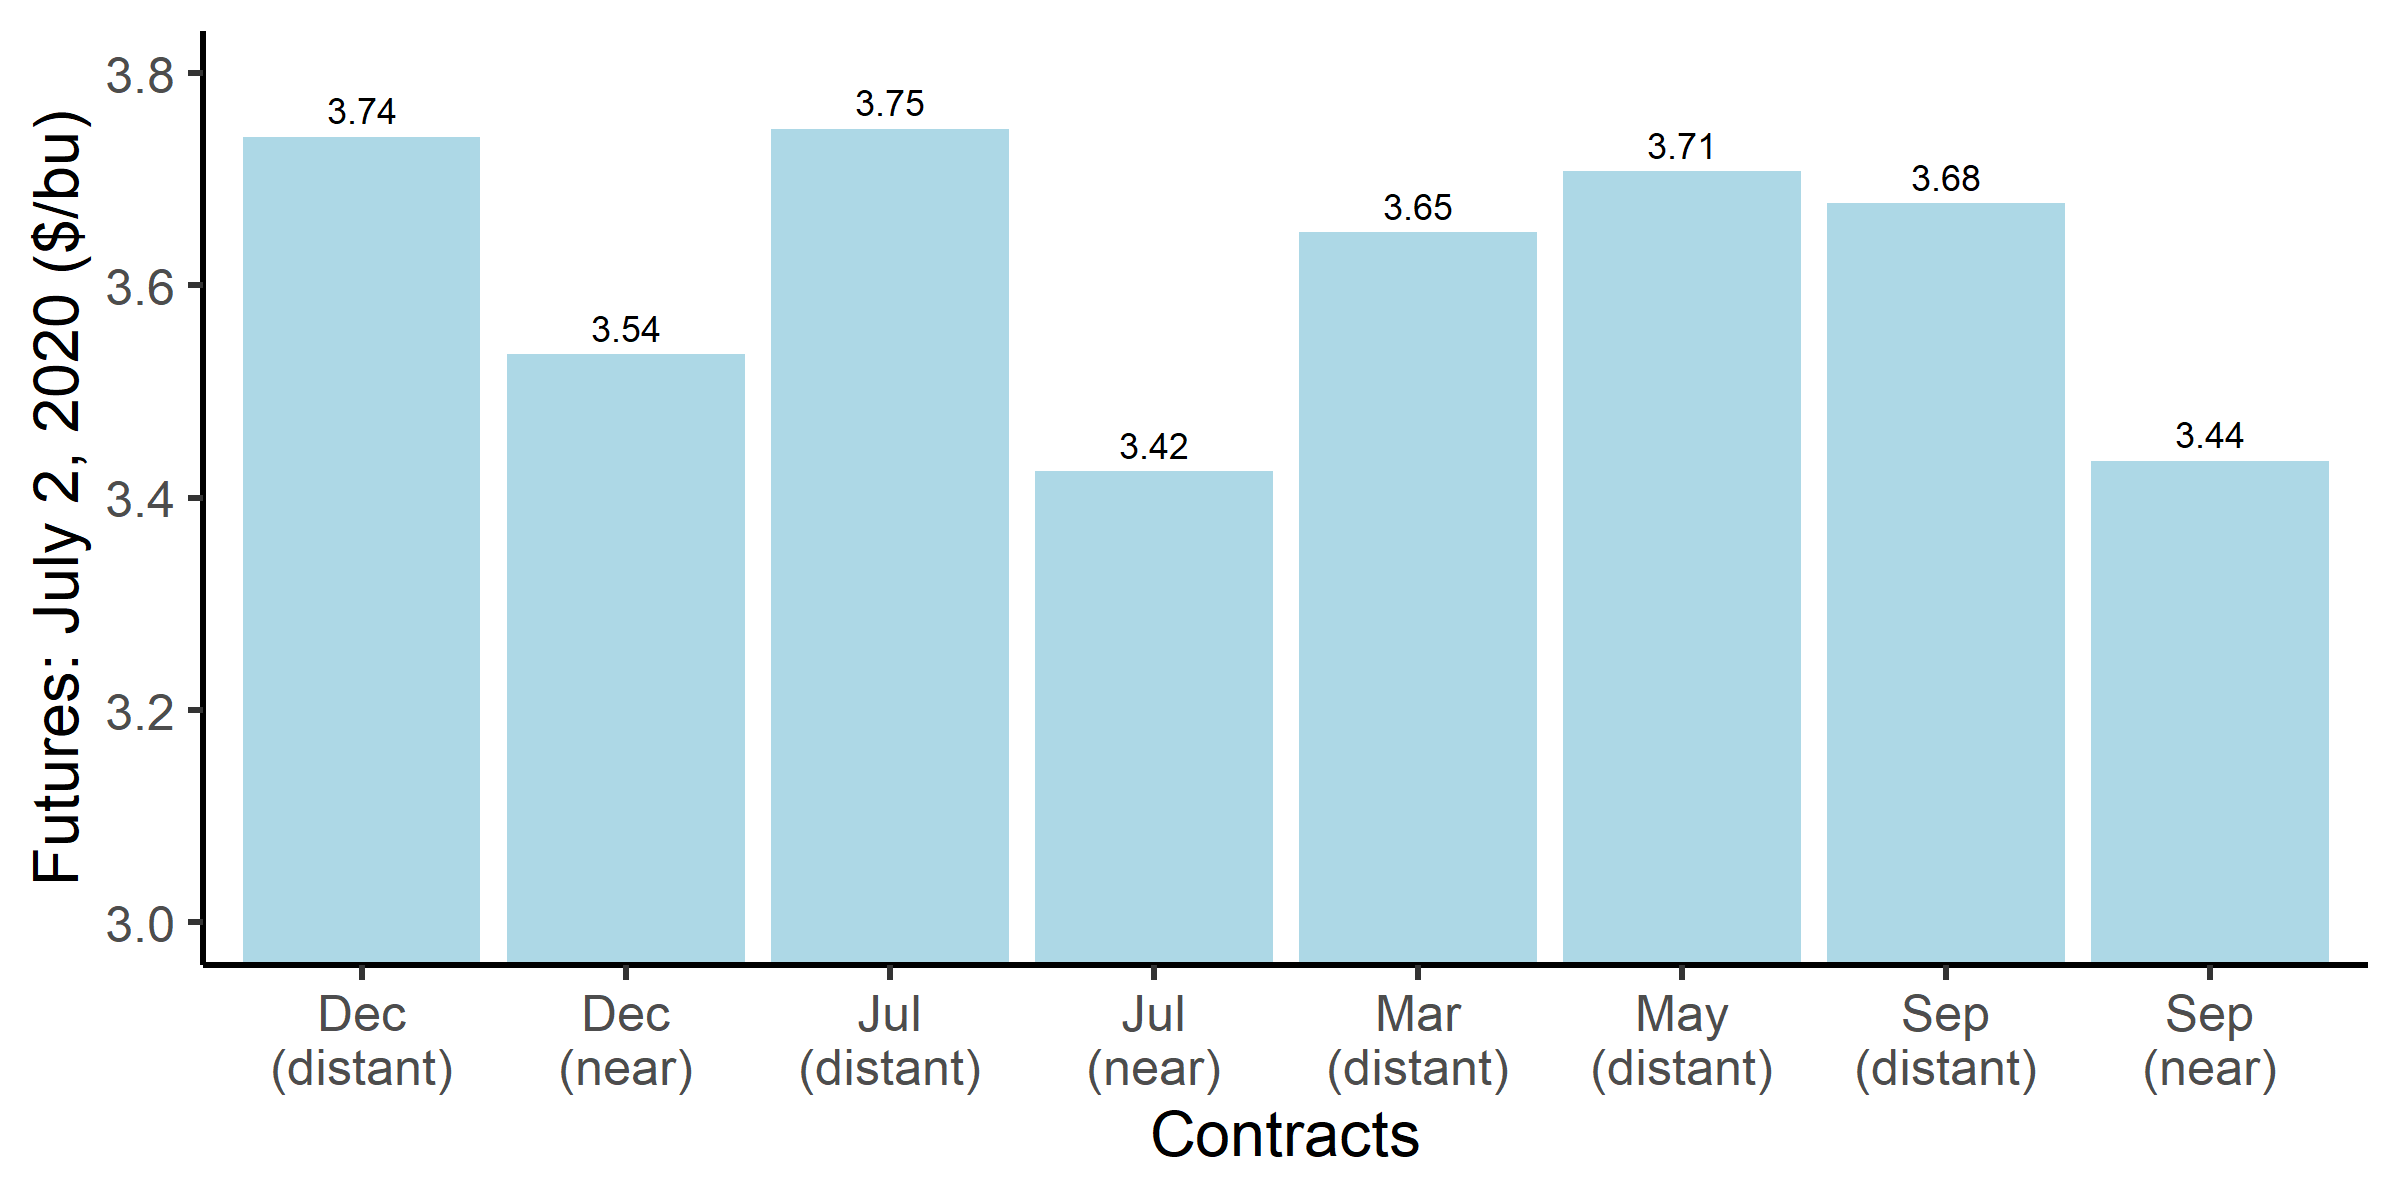 Futures: July 2, 2020 ($/bu)
3.8
3.6
3.4
3.2
3.0
3.74
3.54
3.75
3.42
3.65
3.71
3.68
3.44
Dec
(distant)
Dec
(near)
Jul
(distant)
Jul
(near)
Mar
(distant)
May
(distant)
Sep
(distant)
Sep
(near)
Contracts